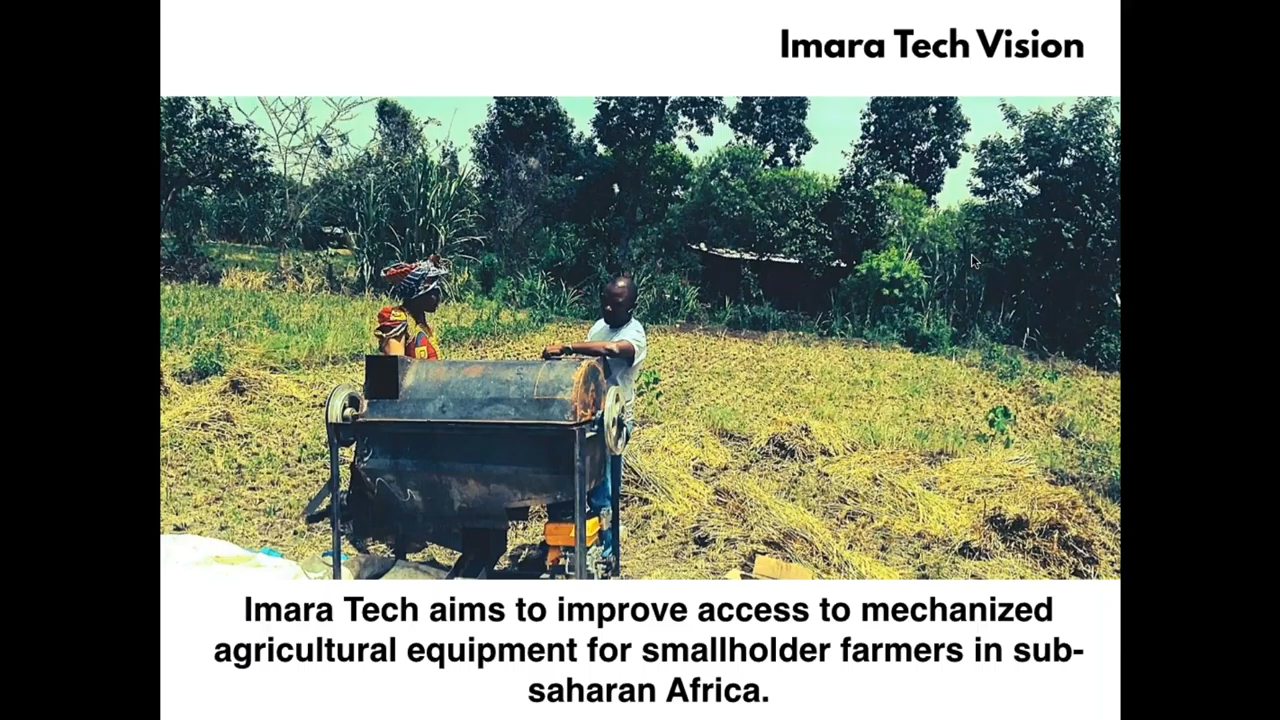 Imara Tech Vision
Imara Tech aims to improve access to mechanized
agricultural equipment for smallholder farmers in sub-
saharan Africa.